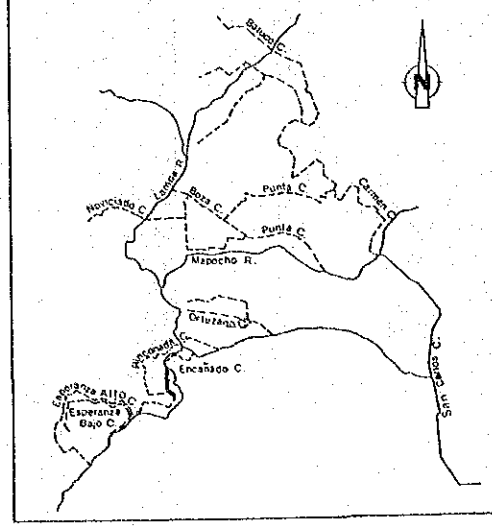 Batuco C.
N
Lampa R.
Carmen C.
Noviciado C.
Boza C.
Punta C.
Punta C.
Mapocho R.
Ortuzano C.
Rinconada C.
Encañado C.
San Carlos C.
Esperanza Alto C.
Esperanza
Bajo C.